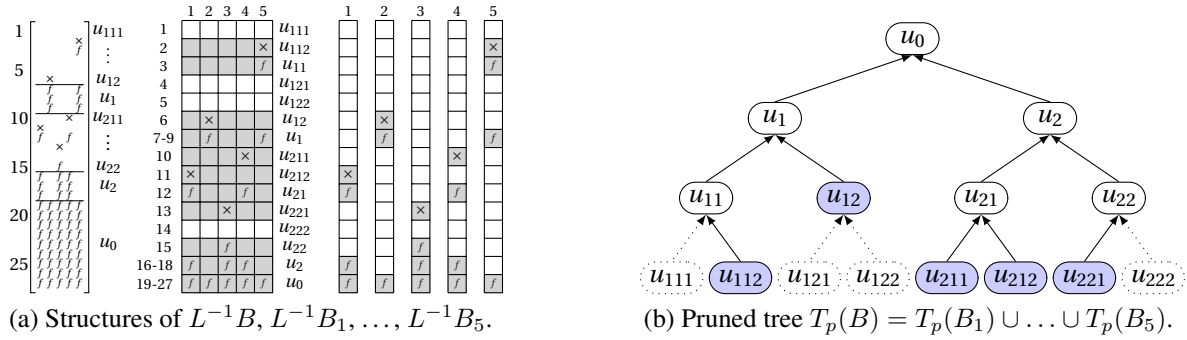 1 u₁₁₁
×
f ⋮
5
× u₁₂
f f
f f u₁
f f
10 × u₂₁₁
×
f f ⋮
×
15 f u₂₂
f f f
f f f u₂
f f f
f f f f f
20 f f f f f
f f f f f
f f f f f
f f f f f u₀
f f f f f
25 f f f f f
f f f f f
f f f f f
1 2 3 4 5
1 u₁₁₁
2 × u₁₁₂
3 f u₁₁
4 u₁₂₁
5 u₁₂₂
6 × u₁₂
7-9 f f u₁
10 × u₂₁₁
11 × u₂₁₂
12 f f u₂₁
13 × u₂₂₁
14 u₂₂₂
15 f u₂₂
16-18 f f f u₂
19-27 f f f f f u₀
1 2 3 4 5
×
f
×
f f
×
×
f f
×
f
f f f
f f f f f
(a) Structures of L⁻¹B, L⁻¹B₁, . . . , L⁻¹B₅.
u₀
u₁ u₂
u₁₁ u₁₂ u₂₁ u₂₂
u₁₁₁ u₁₁₂ u₁₂₁ u₁₂₂ u₂₁₁ u₂₁₂ u₂₂₁ u₂₂₂
(b) Pruned tree Tₚ(B) = Tₚ(B₁) ∪ . . . ∪ Tₚ(B₅).